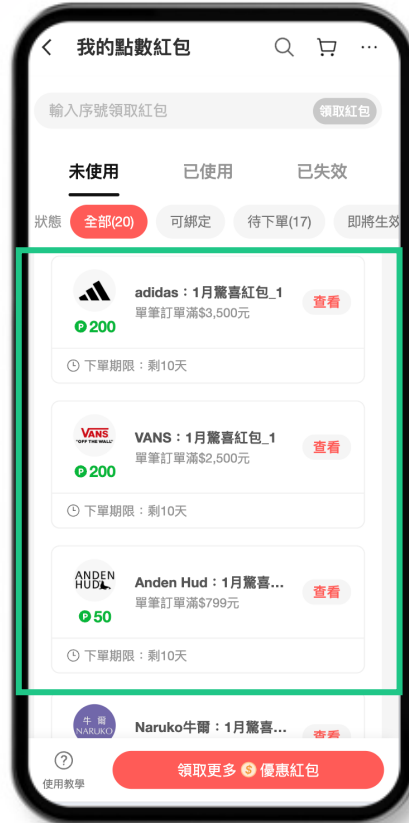 我的點數紅包
輸入序號領取紅包 領取紅包
未使用 已使用 已失效
狀態 全部(20) 可綁定 待下單(17) 即將生效
adidas：1月驚喜紅包_1
單筆訂單滿$3,500元
查看
P 200
下單期限：剩10天
VANS
"OFF THE WALL"
VANS：1月驚喜紅包_1
單筆訂單滿$2,500元
查看
P 200
下單期限：剩10天
ANDEN
HUD
Anden Hud：1月驚喜...
單筆訂單滿$799元
查看
P 50
下單期限：剩10天
牛爾
NARUKO
Naruko牛爾：1月驚喜...
查看
? 使用教學
領取更多 $ 優惠紅包